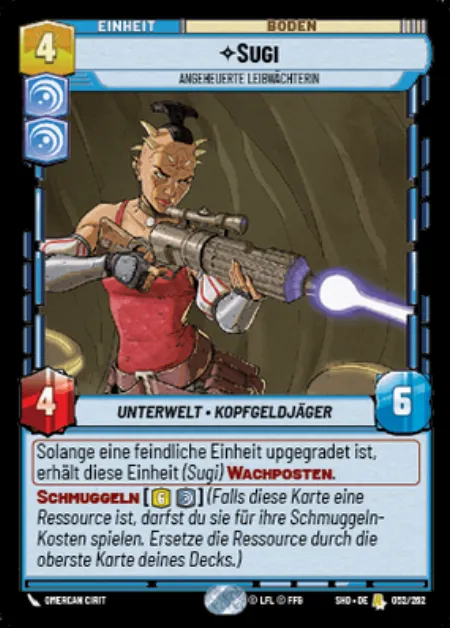 EINHEIT
BODEN
4
✧SUGI
ANGEHEUERTE LEIBWÄCHTERIN
4
6
UNTERWELT • KOPFGELDJÄGER
Solange eine feindliche Einheit upgegradet ist,
erhält diese Einheit (Sugi) WACHPOSTEN.
SCHMUGGELN [6] (Falls diese Karte eine
Ressource ist, darfst du sie für ihre Schmuggeln-
Kosten spielen. Ersetze die Ressource durch die
oberste Karte deines Decks.)
OMERCAN CIRIT
© LFL © FFG
SHD • DE
052/262